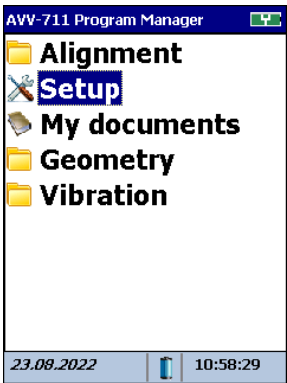 AVV-711 Program Manager
Alignment
Setup
My documents
Geometry
Vibration
23.08.2022 10:58:29